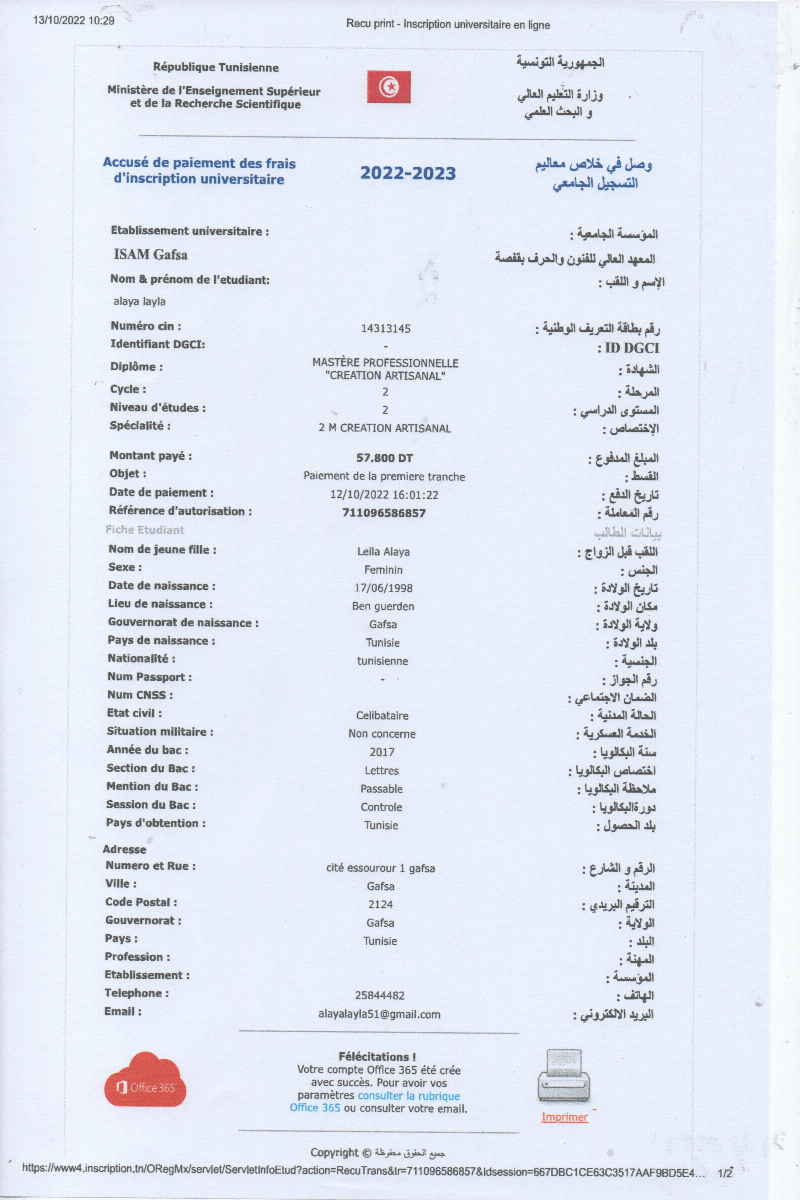 13/10/2022 10:29
Recu print - Inscription universitaire en ligne
République Tunisienne
الجمهورية التونسية
Ministère de l'Enseignement Supérieur
et de la Recherche Scientifique
وزارة التعليم العالي
و البحث العلمي
Accusé de paiement des frais
d'inscription universitaire
2022-2023
وصل في خلاص معاليم
التسجيل الجامعي
Etablissement universitaire :
المؤسسة الجامعية :
ISAM Gafsa
المعهد العالي للفنون والحرف بقفصة
Nom & prénom de l'etudiant:
الإسم و اللقب :
alaya layla
Numéro cin : 14313145 رقم بطاقة التعريف الوطنية :
Identifiant DGCI: - ID DGCI :
Diplôme : MASTÈRE PROFESSIONNELLE
"CREATION ARTISANAL" الشهادة :
Cycle : 2 المرحلة :
Niveau d'études : 2 المستوى الدراسي :
Spécialité : 2 M CREATION ARTISANAL الإختصاص :
Montant payé : 57.800 DT المبلغ المدفوع :
Objet : Paiement de la premiere tranche القسط :
Date de paiement : 12/10/2022 16:01:22 تاريخ الدفع :
Référence d'autorisation : 711096586857 رقم المعاملة :
Fiche Etudiant بيانات الطالب
Nom de jeune fille : Leila Alaya اللقب قبل الزواج :
Sexe : Feminin الجنس :
Date de naissance : 17/06/1998 تاريخ الولادة :
Lieu de naissance : Ben guerden مكان الولادة :
Gouvernorat de naissance : Gafsa ولاية الولادة :
Pays de naissance : Tunisie بلد الولادة :
Nationalité : tunisienne الجنسية :
Num Passport : - رقم الجواز :
Num CNSS : الضمان الاجتماعي :
Etat civil : Celibataire الحالة المدنية :
Situation militaire : Non concerne الخدمة العسكرية :
Année du bac : 2017 سنة البكالويا :
Section du Bac : Lettres اختصاص البكالويا :
Mention du Bac : Passable ملاحظة البكالويا :
Session du Bac : Controle دورةالبكالويا :
Pays d'obtention : Tunisie بلد الحصول :
Adresse
Numero et Rue : cité essourour 1 gafsa الرقم و الشارع :
Ville : Gafsa المدينة :
Code Postal : 2124 الترقيم البريدي :
Gouvernorat : Gafsa الولاية :
Pays : Tunisie البلد :
Profession : المهنة :
Etablissement : المؤسسة :
Telephone : 25844482 الهاتف :
Email : alayalayla51@gmail.com البريد الالكتروني :
Office 365
Félécitations !
Votre compte Office 365 été crée
avec succès. Pour avoir vos
paramètres consulter la rubrique
Office 365 ou consulter votre email.
Imprimer
Copyright © جميع الحقوق محفوظة
https://www4.inscription.tn/ORegMx/servlet/ServletInfoEtud?action=RecuTrans&tr=711096586857&Idsession=667DBC1CE63C3517AAF9BD5E4... 1/2